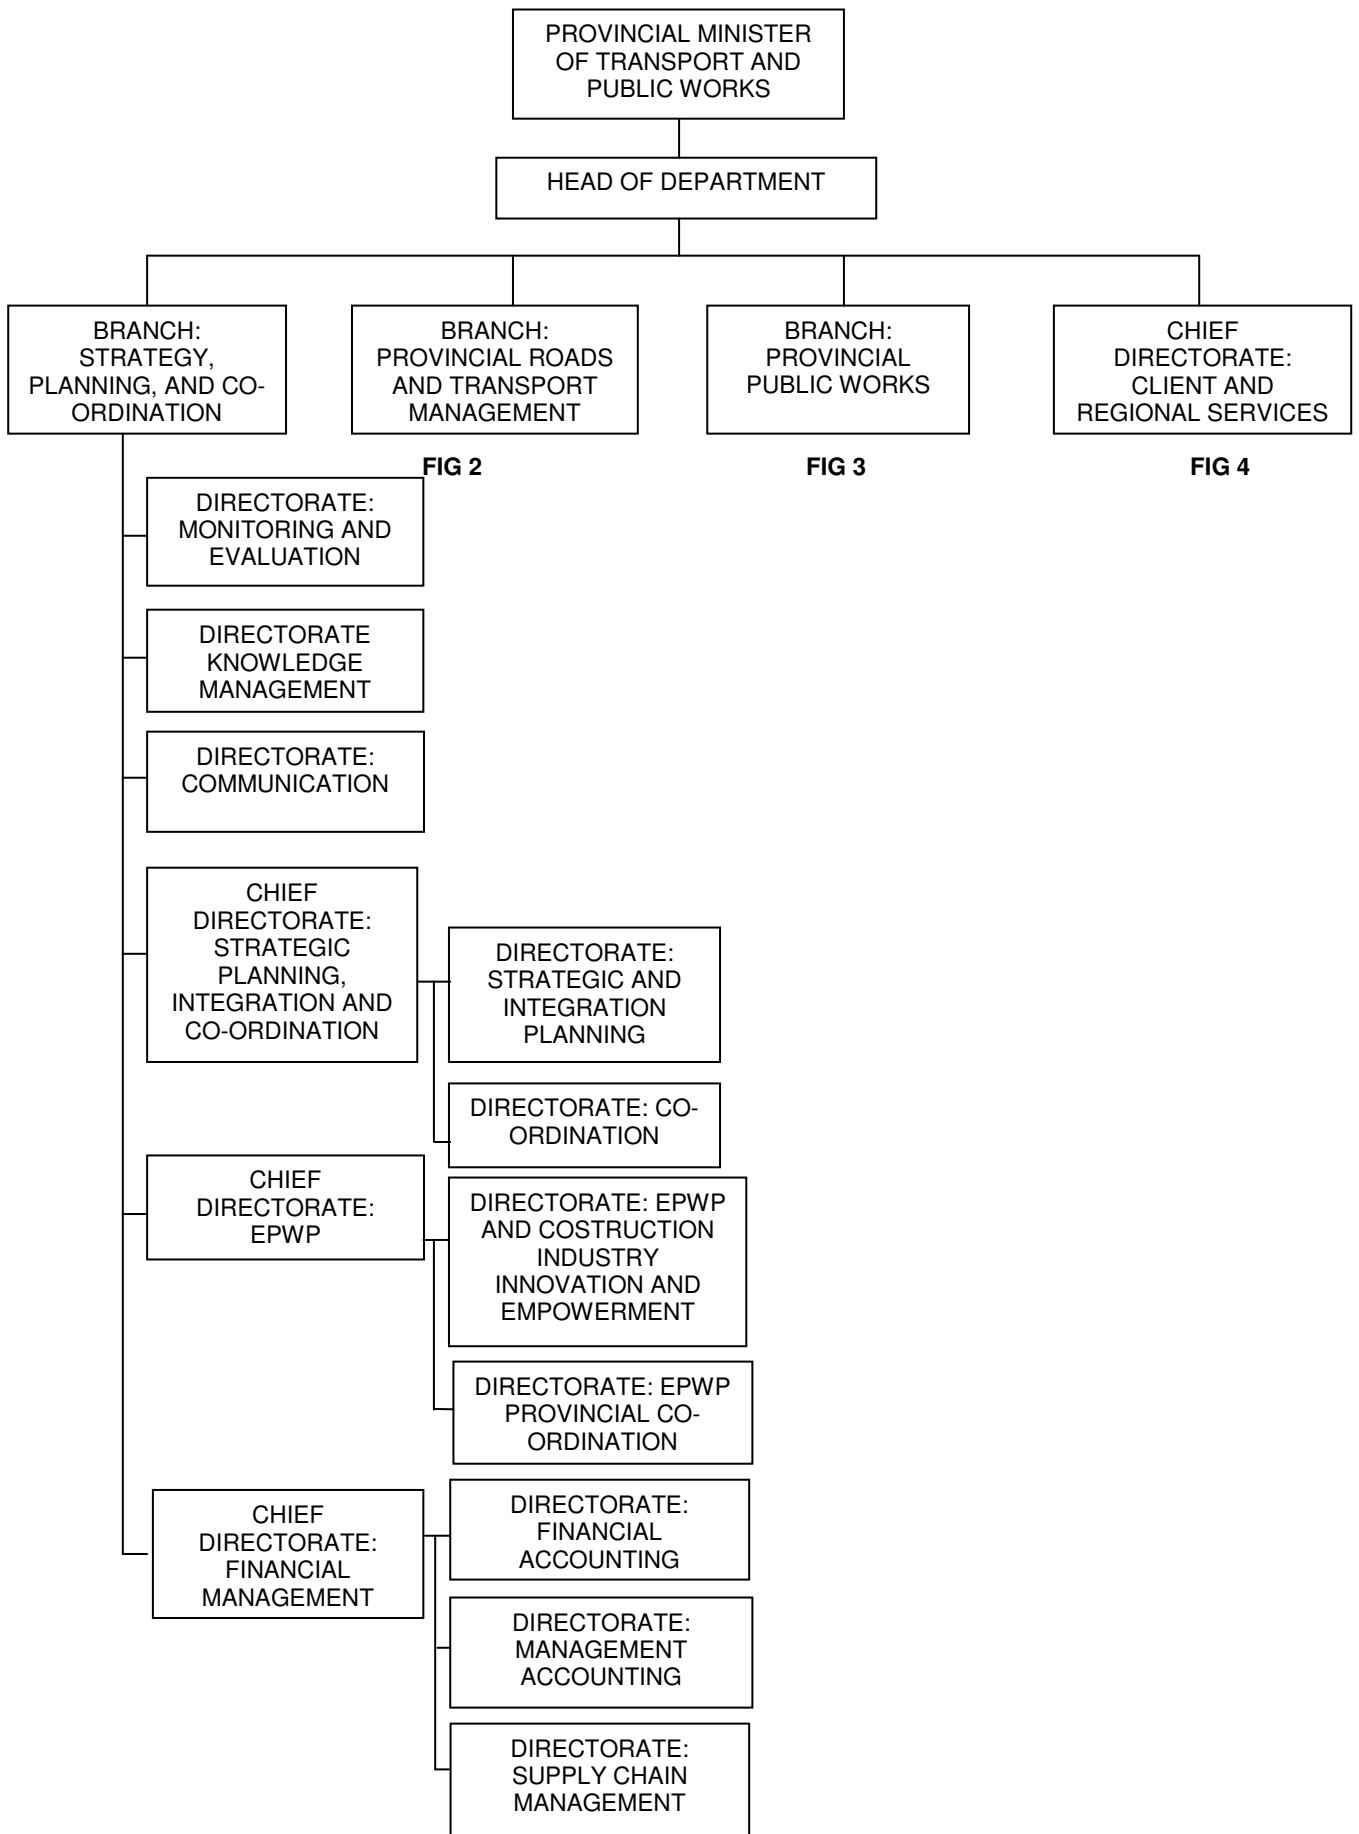 PROVINCIAL MINISTER
OF TRANSPORT AND
PUBLIC WORKS
HEAD OF DEPARTMENT
BRANCH:
STRATEGY,
PLANNING, AND CO-
ORDINATION
BRANCH:
PROVINCIAL ROADS
AND TRANSPORT
MANAGEMENT
BRANCH:
PROVINCIAL
PUBLIC WORKS
CHIEF
DIRECTORATE:
CLIENT AND
REGIONAL SERVICES
FIG 2
FIG 3
FIG 4
DIRECTORATE:
MONITORING AND
EVALUATION
DIRECTORATE
KNOWLEDGE
MANAGEMENT
DIRECTORATE:
COMMUNICATION
CHIEF
DIRECTORATE:
STRATEGIC
PLANNING,
INTEGRATION AND
CO-ORDINATION
DIRECTORATE:
STRATEGIC AND
INTEGRATION
PLANNING
DIRECTORATE: CO-
ORDINATION
CHIEF
DIRECTORATE:
EPWP
DIRECTORATE: EPWP
AND COSTRUCTION
INDUSTRY
INNOVATION AND
EMPOWERMENT
DIRECTORATE: EPWP
PROVINCIAL CO-
ORDINATION
CHIEF
DIRECTORATE:
FINANCIAL
MANAGEMENT
DIRECTORATE:
FINANCIAL
ACCOUNTING
DIRECTORATE:
MANAGEMENT
ACCOUNTING
DIRECTORATE:
SUPPLY CHAIN
MANAGEMENT